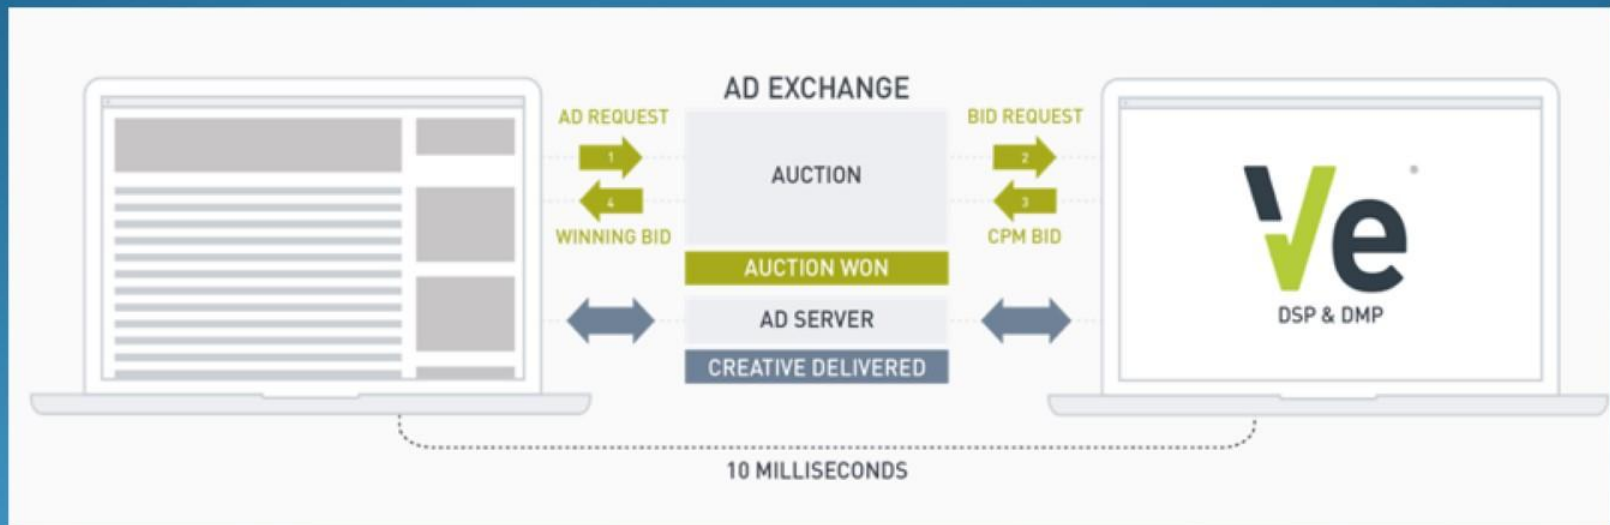 AD EXCHANGE
AD REQUEST
BID REQUEST
1
2
AUCTION
4
3
WINNING BID
CPM BID
AUCTION WON
Ve
DSP & DMP
AD SERVER
CREATIVE DELIVERED
10 MILLISECONDS